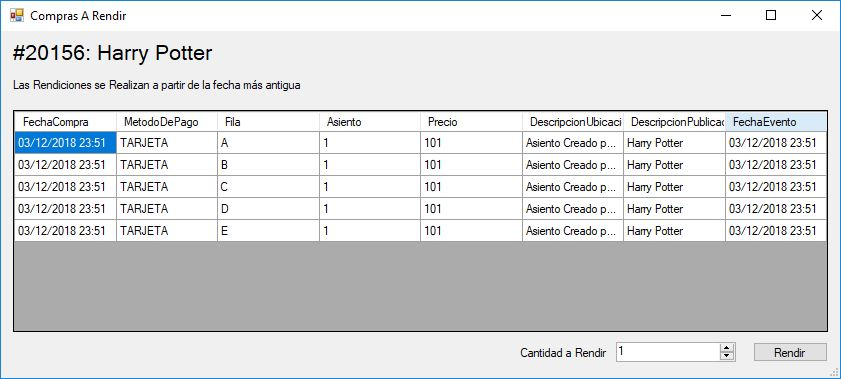 Compras A Rendir
#20156: Harry Potter
Las Rendiciones se Realizan a partir de la fecha más antigua
FechaCompra MetodoDePago Fila Asiento Precio DescripcionUbicaci DescripcionPublicac FechaEvento
03/12/2018 23:51 TARJETA A 1 101 Asiento Creado p... Harry Potter 03/12/2018 23:51
03/12/2018 23:51 TARJETA B 1 101 Asiento Creado p... Harry Potter 03/12/2018 23:51
03/12/2018 23:51 TARJETA C 1 101 Asiento Creado p... Harry Potter 03/12/2018 23:51
03/12/2018 23:51 TARJETA D 1 101 Asiento Creado p... Harry Potter 03/12/2018 23:51
03/12/2018 23:51 TARJETA E 1 101 Asiento Creado p... Harry Potter 03/12/2018 23:51
Cantidad a Rendir 1 Rendir